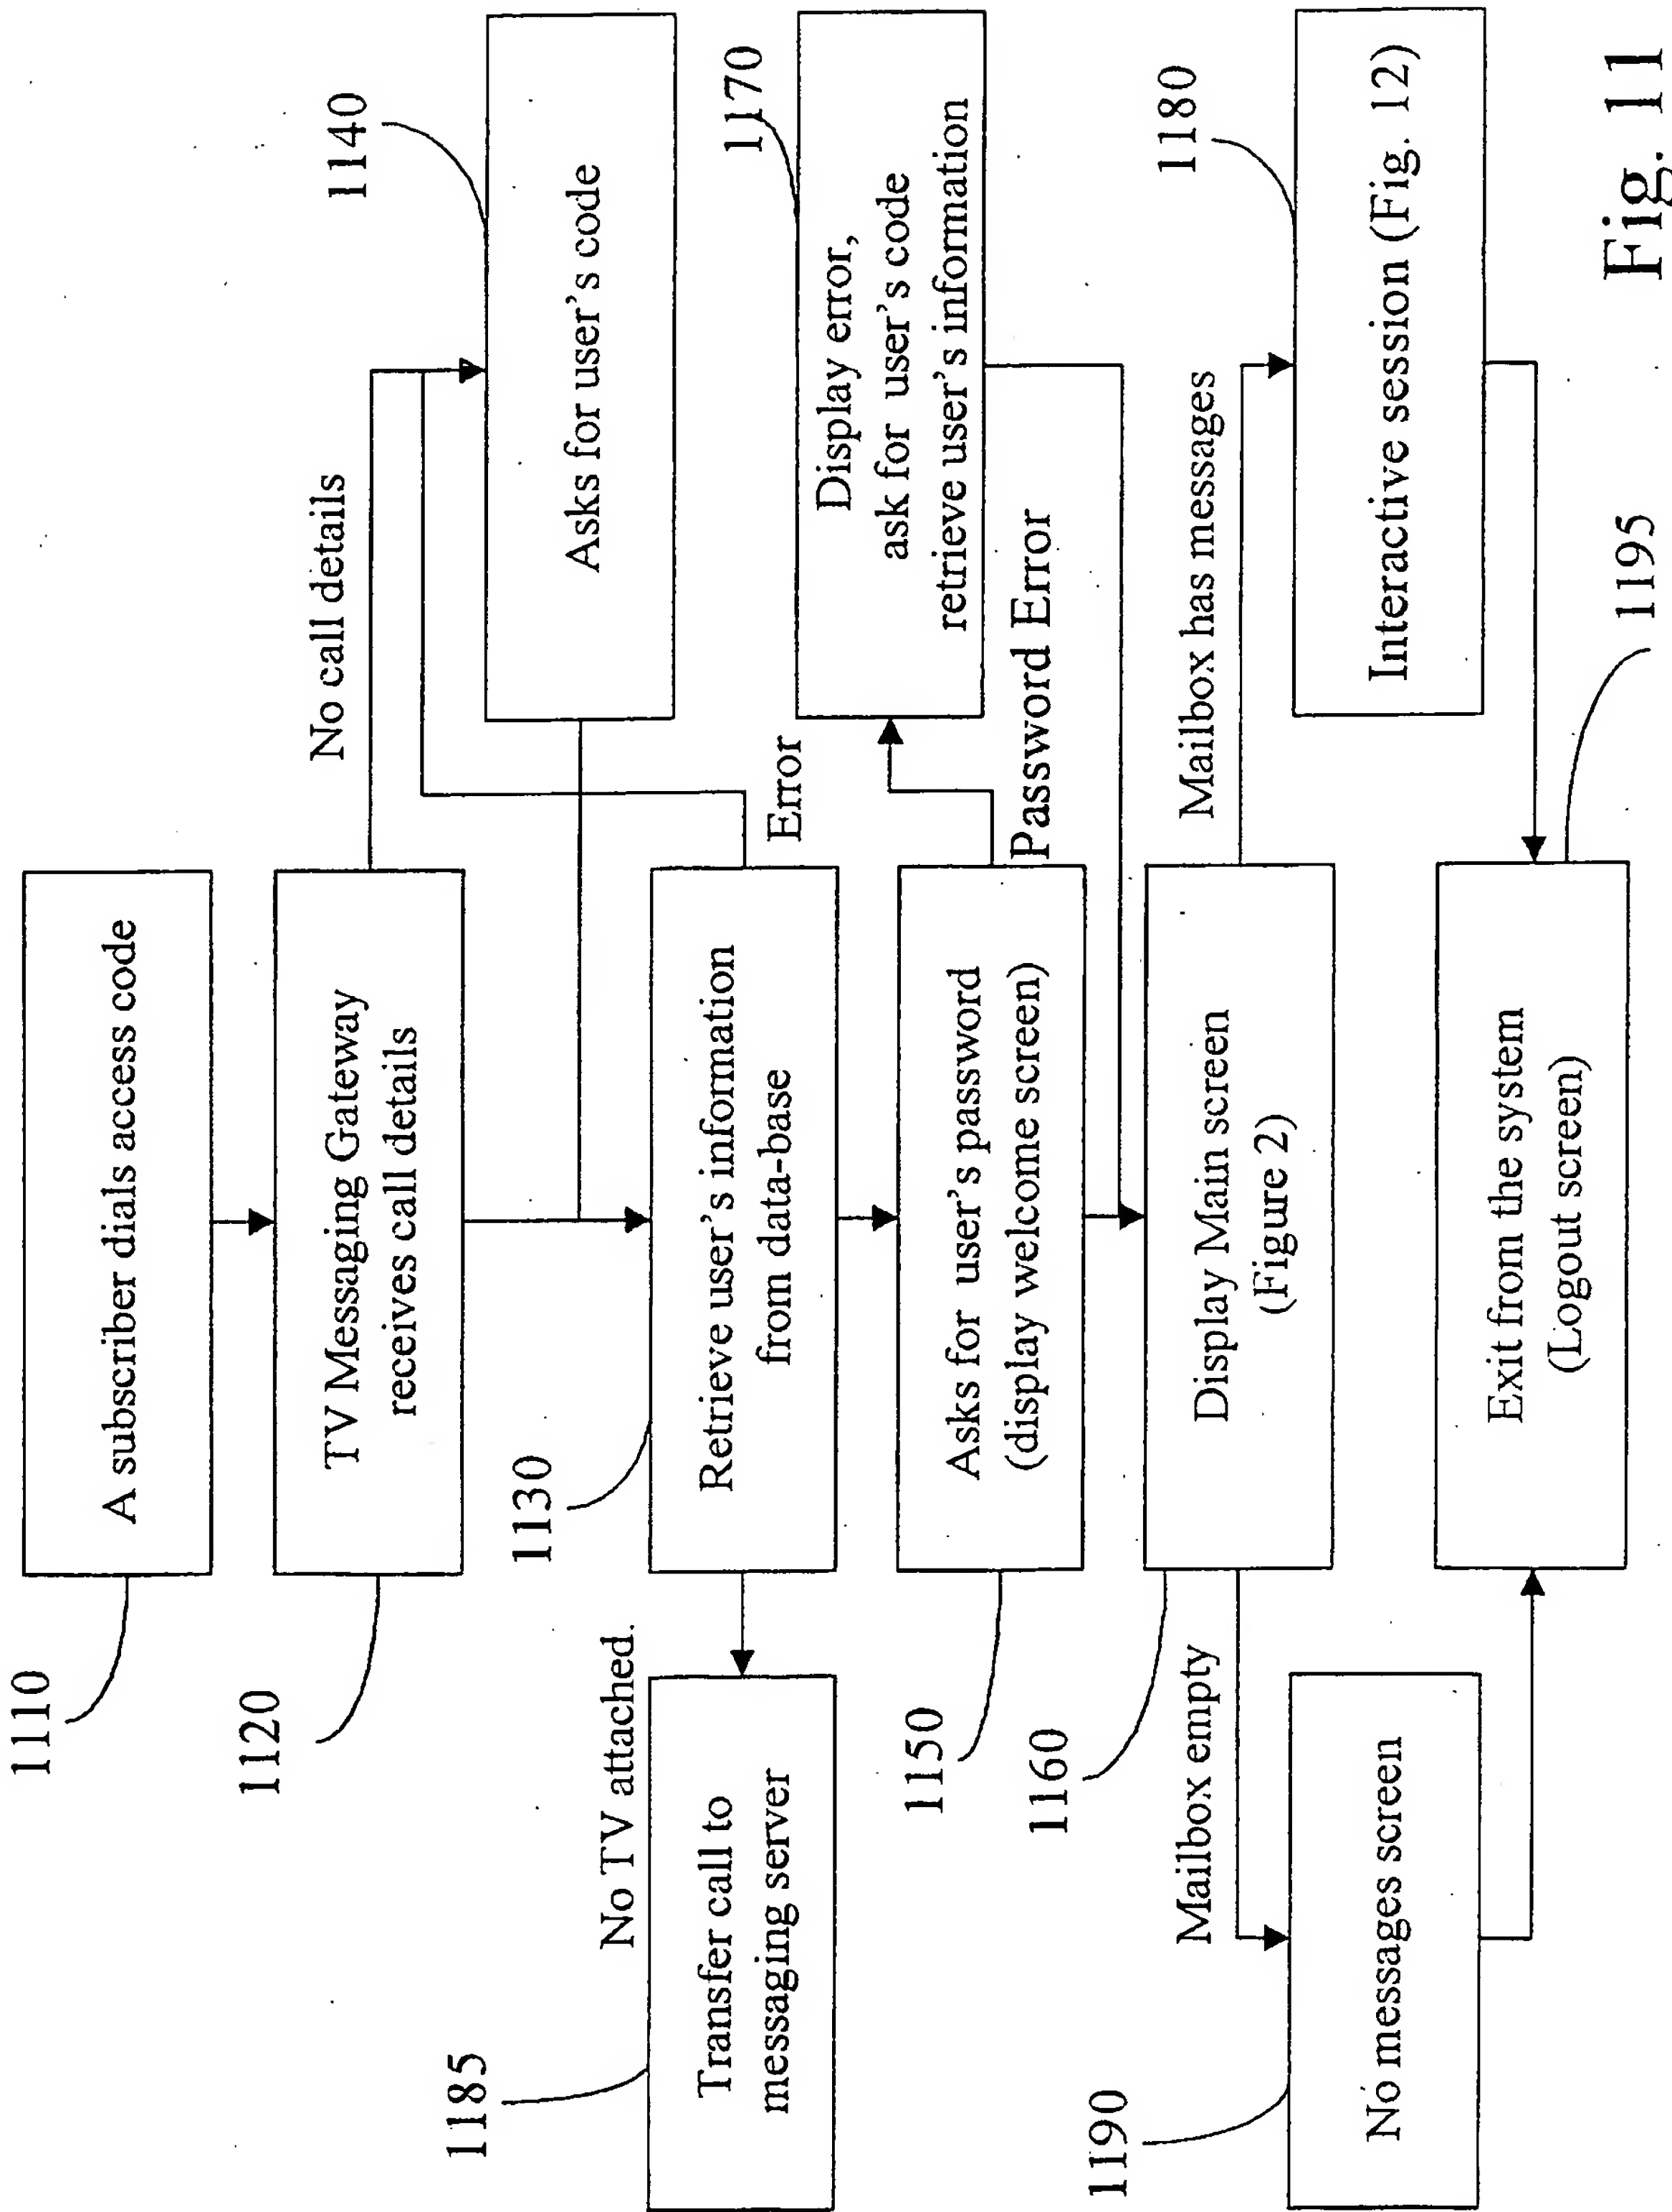 1110
A subscriber dials access code
1120
TV Messaging Gateway
receives call details
No call details
1140
Asks for user's code
1130
Retrieve user's information
from data-base
Error
No TV attached.
1185
Transfer call to
messaging server
1150
Asks for user's password
(display welcome screen)
Password Error
1170
Display error,
ask for user's code
retrieve user's information
1160
Display Main screen
(Figure 2)
Mailbox has messages
1180
Interactive session (Fig. 12)
Mailbox empty
1190
No messages screen
1195
Exit from the system
(Logout screen)
Fig. 11